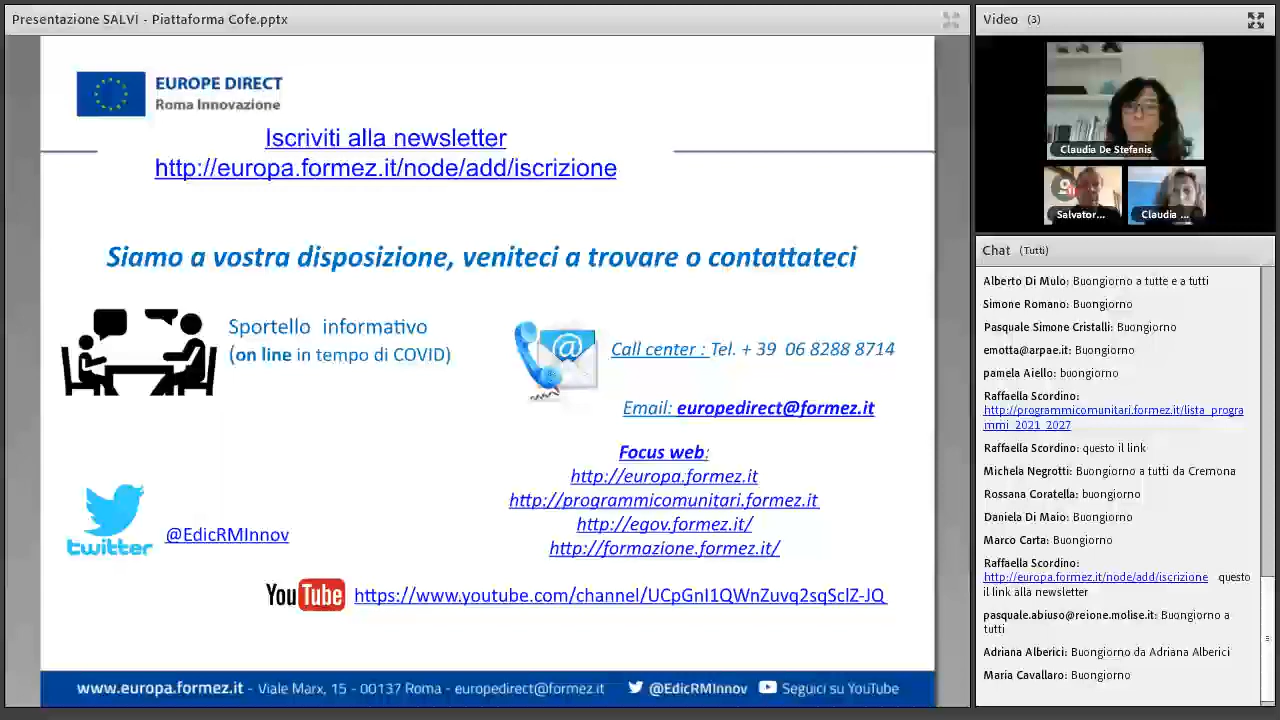 Presentazione SALVI - Piattaforma Cofe.pptx
EUROPE DIRECT
Roma Innovazione
Iscriviti alla newsletter
http://europa.formez.it/node/add/iscrizione
Siamo a vostra disposizione, veniteci a trovare o contattateci
Sportello informativo
(on line in tempo di COVID)
Call center : Tel. + 39 06 8288 8714
Email: europedirect@formez.it
Focus web:
http://europa.formez.it
http://programmicomunitari.formez.it
http://egov.formez.it/
http://formazione.formez.it/
twitter
@EdicRMInnov
YouTube
https://www.youtube.com/channel/UCpGnI1QWnZuvq2sqSclZ-JQ
www.europa.formez.it - Viale Marx, 15 - 00137 Roma - europedirect@formez.it @EdicRMInnov Seguici su YouTube
Video (3)
Claudia De Stefanis
Salvator...
Claudia ...
Chat (Tutti)
Alberto Di Mulo: Buongiorno a tutte e a tutti
Simone Romano: Buongiorno
Pasquale Simone Cristalli: Buongiorno
emotta@arpae.it: Buongiorno
pamela Aiello: buongiorno
Raffaella Scordino:
http://programmicomunitari.formez.it/lista_progra
mmi_2021_2027
Raffaella Scordino: questo il link
Michela Negrotti: Buongiorno a tutti da Cremona
Rossana Coratella: buongiorno
Daniela Di Maio: Buongiorno
Marco Carta: Buongiorno
Raffaella Scordino:
http://europa.formez.it/node/add/iscrizione questo
il link alla newsletter
pasquale.abiuso@reione.molise.it: Buongiorno a
tutti
Adriana Alberici: Buongiorno da Adriana Alberici
Maria Cavallaro: Buongiorno